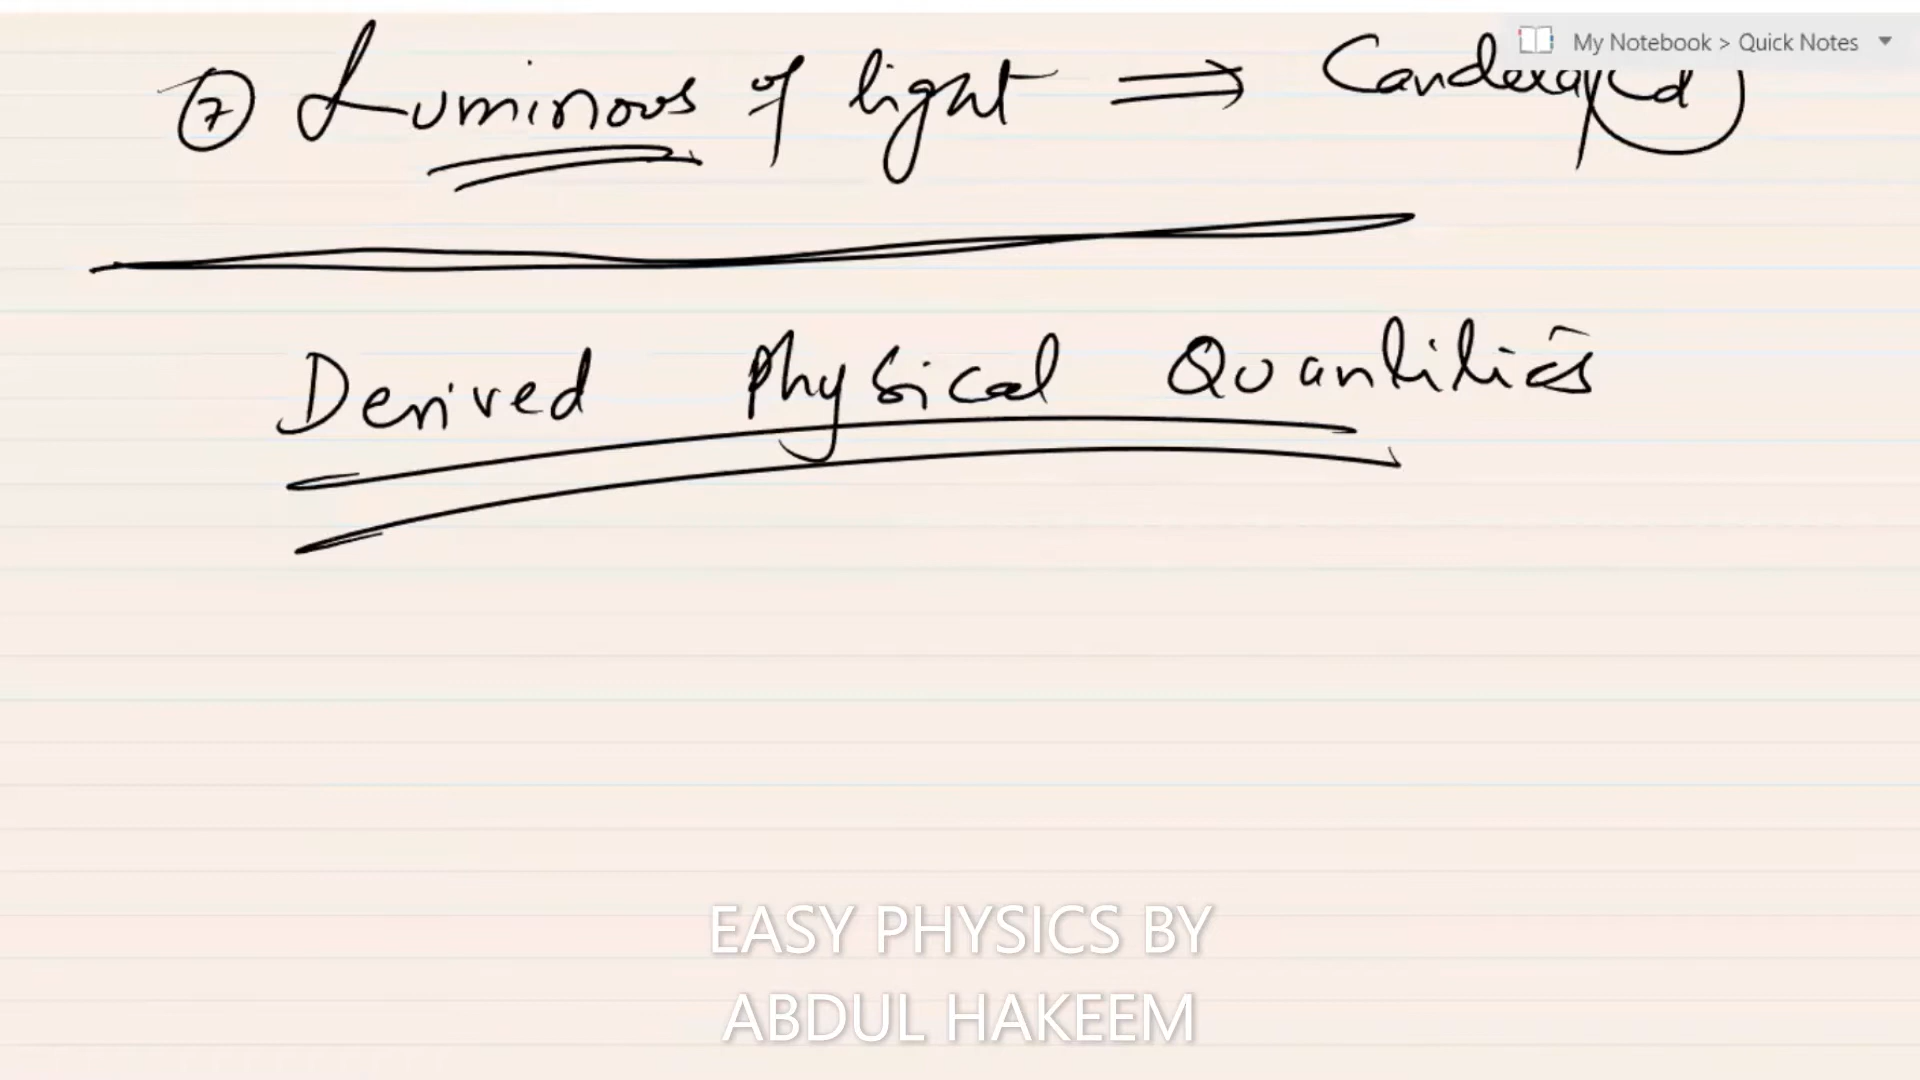 My Notebook > Quick Notes
7 Luminous of light ⇒ Candela (cd)
Derived Physical Quantities
EASY PHYSICS BY
ABDUL HAKEEM